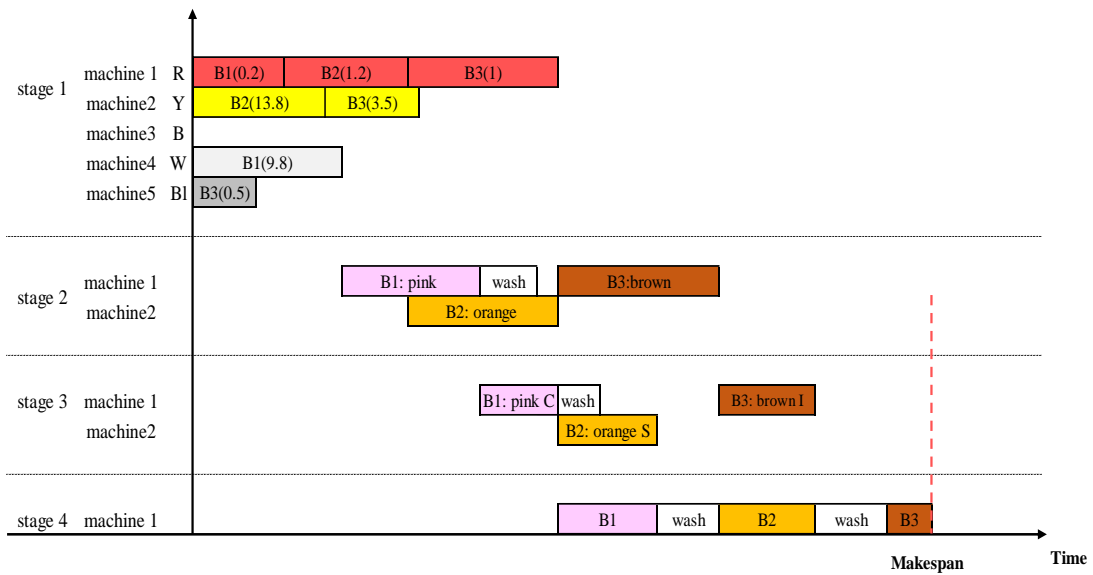 stage 1
machine 1 R B1(0.2) B2(1.2) B3(1)
machine2 Y B2(13.8) B3(3.5)
machine3 B
machine4 W B1(9.8)
machine5 Bl B3(0.5)
stage 2
machine 1 B1: pink wash B3:brown
machine2 B2: orange
stage 3 machine 1 B1: pink C wash B3: brown I
machine2 B2: orange S
stage 4 machine 1 B1 wash B2 wash B3
Makespan
Time